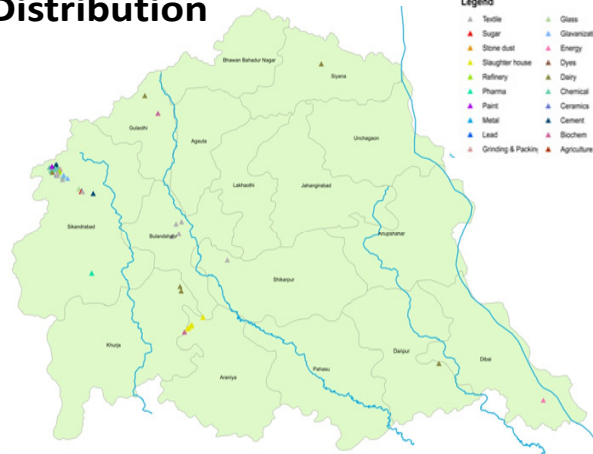 Distribution
Legend
Textile
Sugar
Stone dust
Slaughter house
Refinery
Pharma
Paint
Metal
Lead
Grinding & Packing
Glass
Glavanizat
Energy
Dyes
Dairy
Chemical
Ceramics
Cement
Biochem
Agriculture
Bhawan Bahadur Nagar
Siyana
Gulaothi
Agauta
Unchagaon
Lakhaothi
Jahangirabad
Sikandrabad
Bulandshahr
Anupshahar
Shikarpur
Khurja
Araniya
Pahasu
Danpur
Dibai